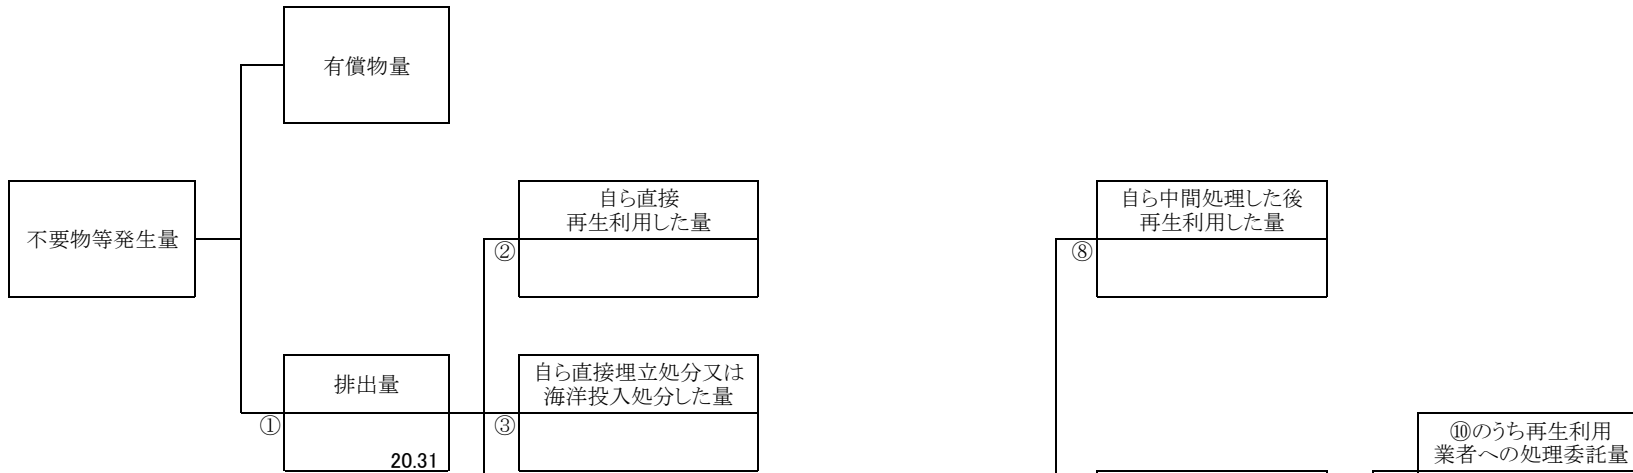 有償物量
不要物等発生量
自ら直接
再生利用した量
②
自ら中間処理した後
再生利用した量
⑧
排出量
①
20.31
自ら直接埋立処分又は
海洋投入処分した量
③
⑩のうち再生利用
業者への処理委託量